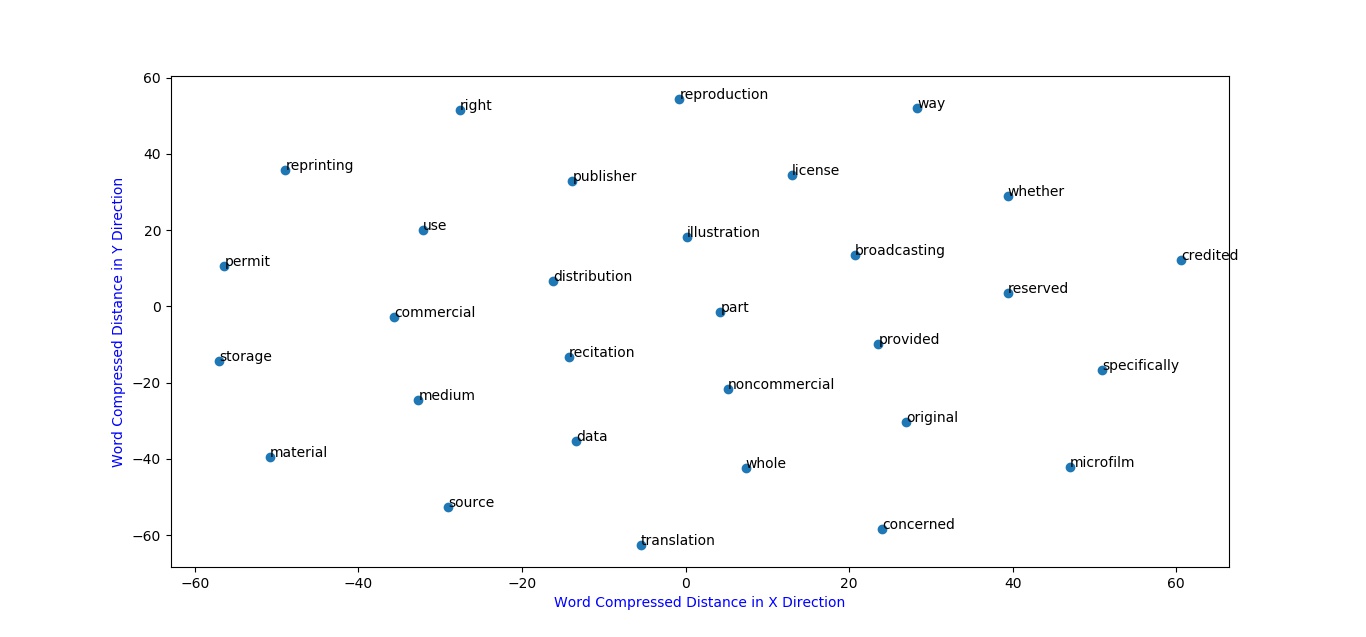 60
reproduction
right
way
40
reprinting
publisher
license
whether
use
20
illustration
broadcasting
credited
permit
distribution
reserved
0
part
commercial
provided
storage
recitation
specifically
−20
noncommercial
medium
original
data
−40
material
whole
microfilm
source
concerned
−60
translation
−60 −40 −20 0 20 40 60
Word Compressed Distance in X Direction
Word Compressed Distance in Y Direction